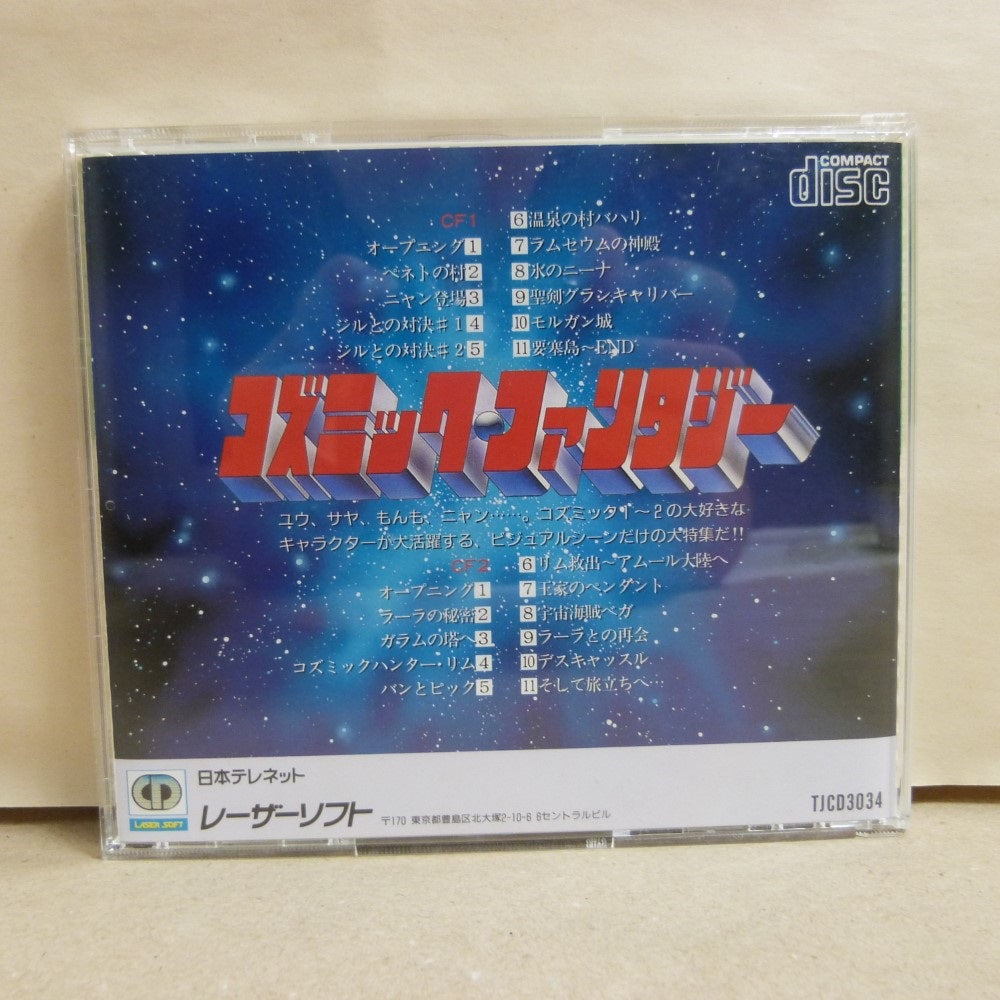 COMPACT
disc
CF1
オープニング1
ペネトの村2
ニャン登場3
ジルとの対決♯1 4
ジルとの対決♯2 5
6温泉の村バハリ
7ラムセウムの神殿
8氷のニーナ
9聖剣グランキャリバー
10モルガン城
11要塞島～END
コズミック・ファンタジー
ユウ、サヤ、もんも、ニャン……。コズミック1～2の大好きな
キャラクターが大活躍する、ビジュアルシーンだけの大特集だ!!
CF2
オープニング1
ラーラの秘密2
ガラムの塔へ3
コズミックハンター・リム4
バンとピック5
6リム救出～アムール大陸へ
7王家のペンダント
8宇宙海賊ベガ
9ラーラとの再会
10デスキャッスル
11そして旅立ちへ…
LASER SOFT
日本テレネット
レーザーソフト
〒170 東京都豊島区北大塚2-10-6 6セントラルビル
TJCD3034